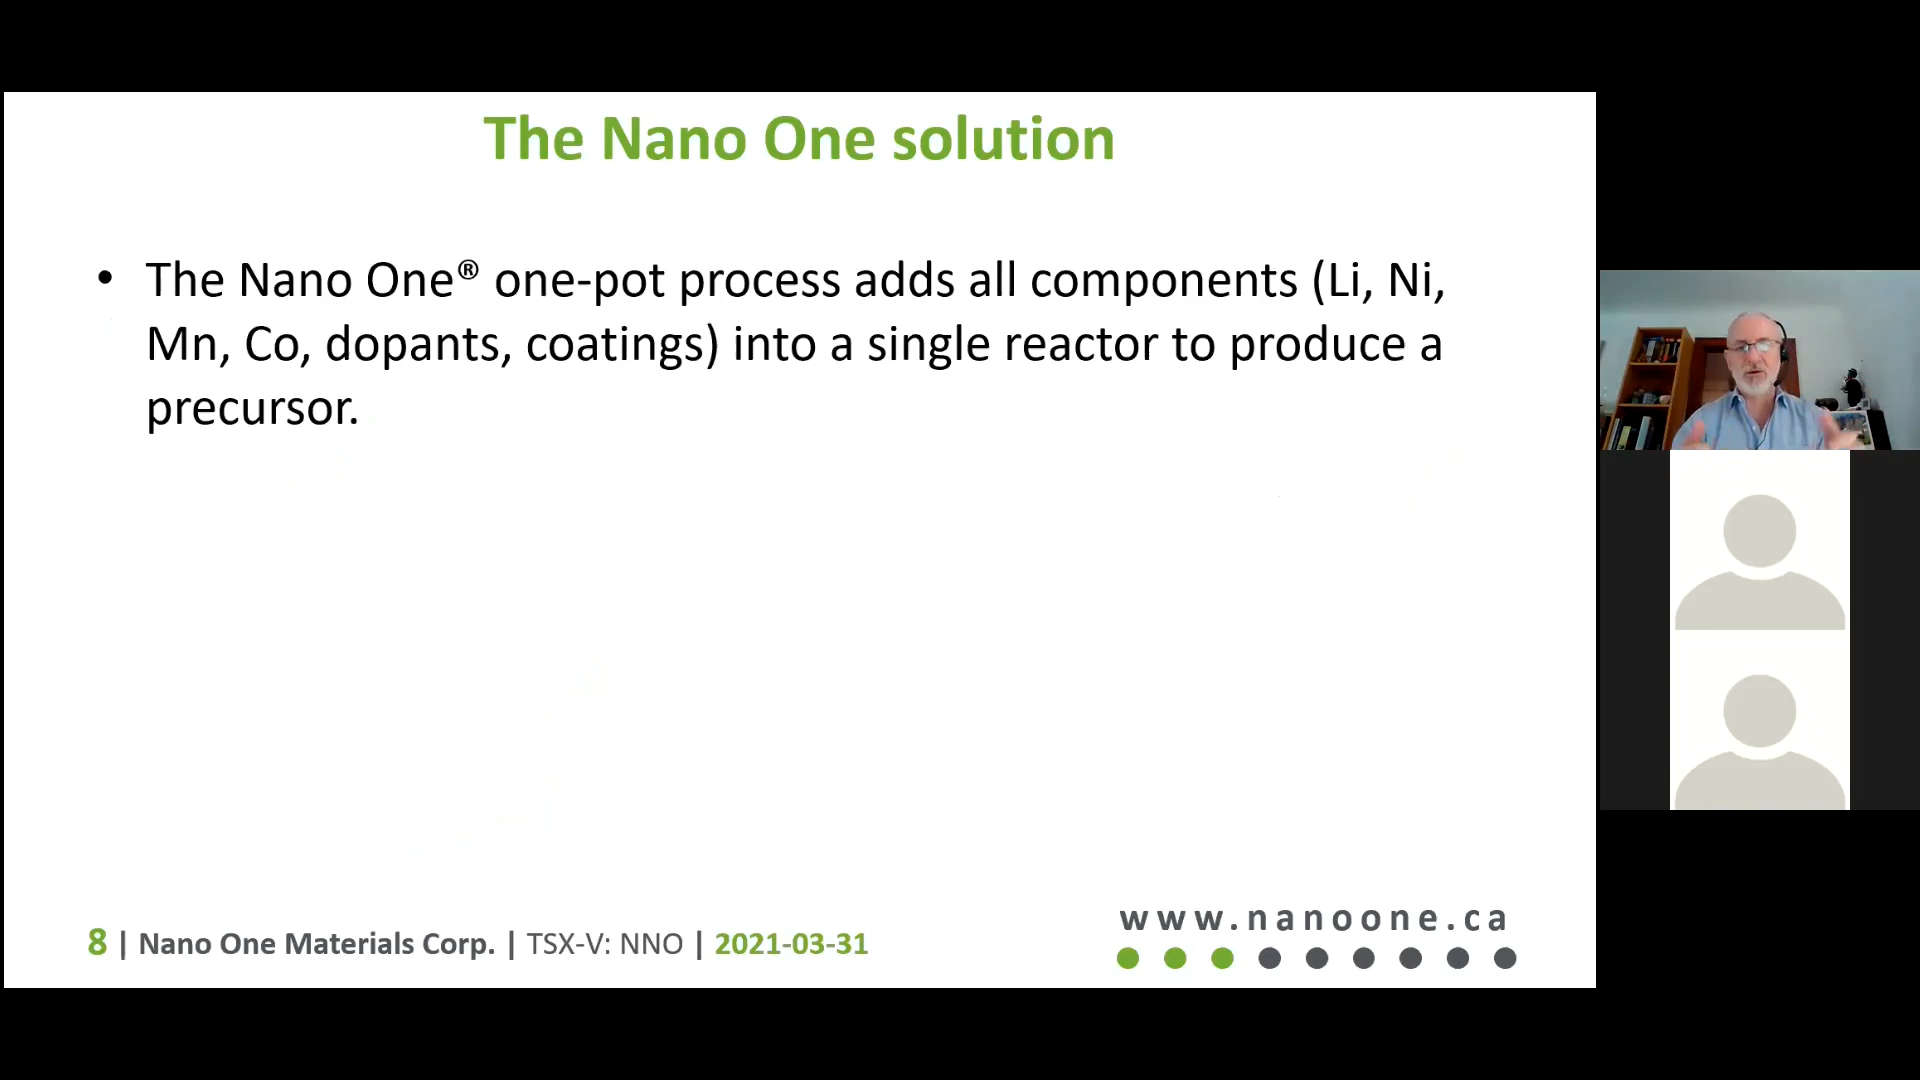 The Nano One solution
• The Nano One® one-pot process adds all components (Li, Ni,
Mn, Co, dopants, coatings) into a single reactor to produce a
precursor.
8 | Nano One Materials Corp. | TSX-V: NNO | 2021-03-31
www.nanoone.ca